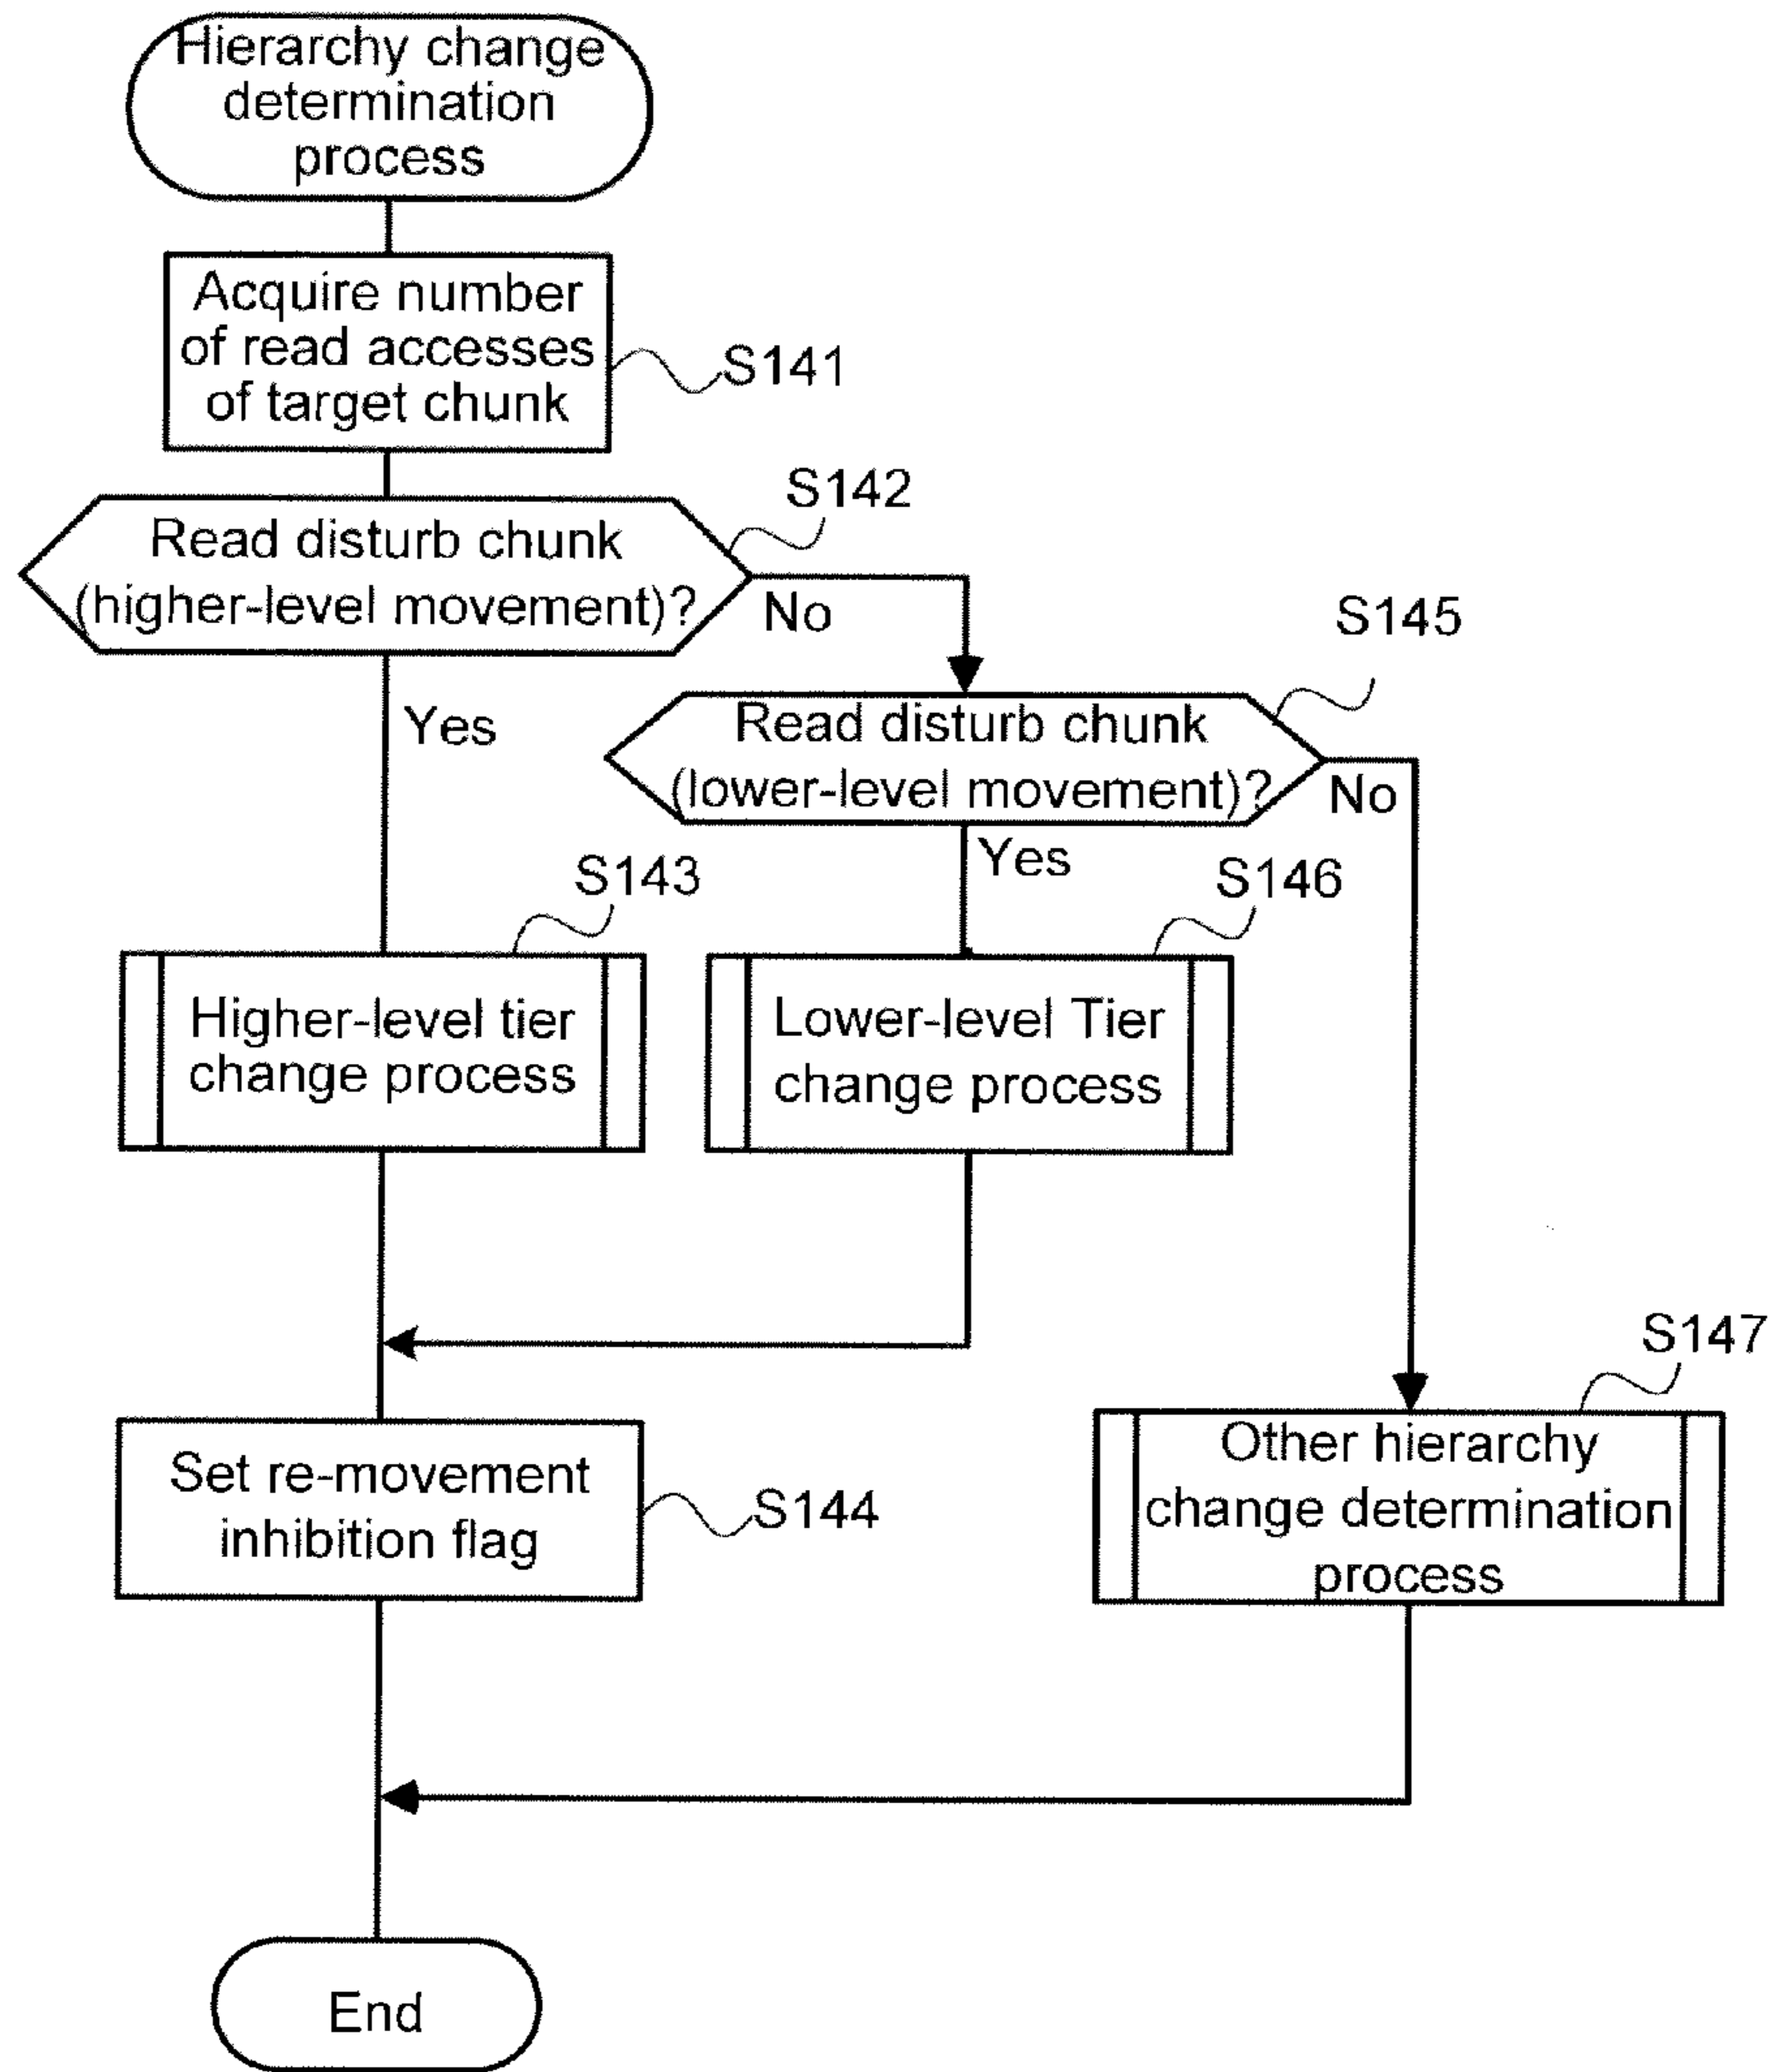 Hierarchy change
determination
process
Acquire number
of read accesses
of target chunk
S141
S142
Read disturb chunk
(higher-level movement)?
No
Yes
S145
Read disturb chunk
(lower-level movement)?
No
Yes
S143
S146
Higher-level tier
change process
Lower-level Tier
change process
S147
Set re-movement
inhibition flag
S144
Other hierarchy
change determination
process
End